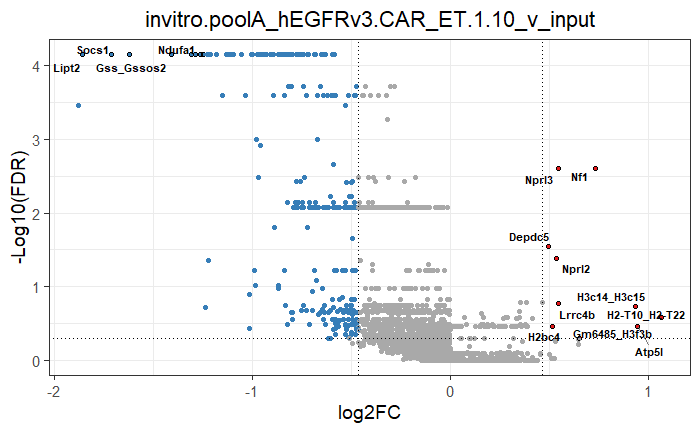 invitro.poolA_hEGFRv3.CAR_ET.1.10_v_input
-Log10(FDR)
4
3
2
1
0
Socs1
Ndufa1
Lipt2
Gss_Gssos2
Nprl3
Nf1
Depdc5
Nprl2
H3c14_H3c15
Lrrc4b
H2-T10_H2-T22
H2bc4
Gm6485_H3f3b
Atp5l
-2
-1
0
1
log2FC